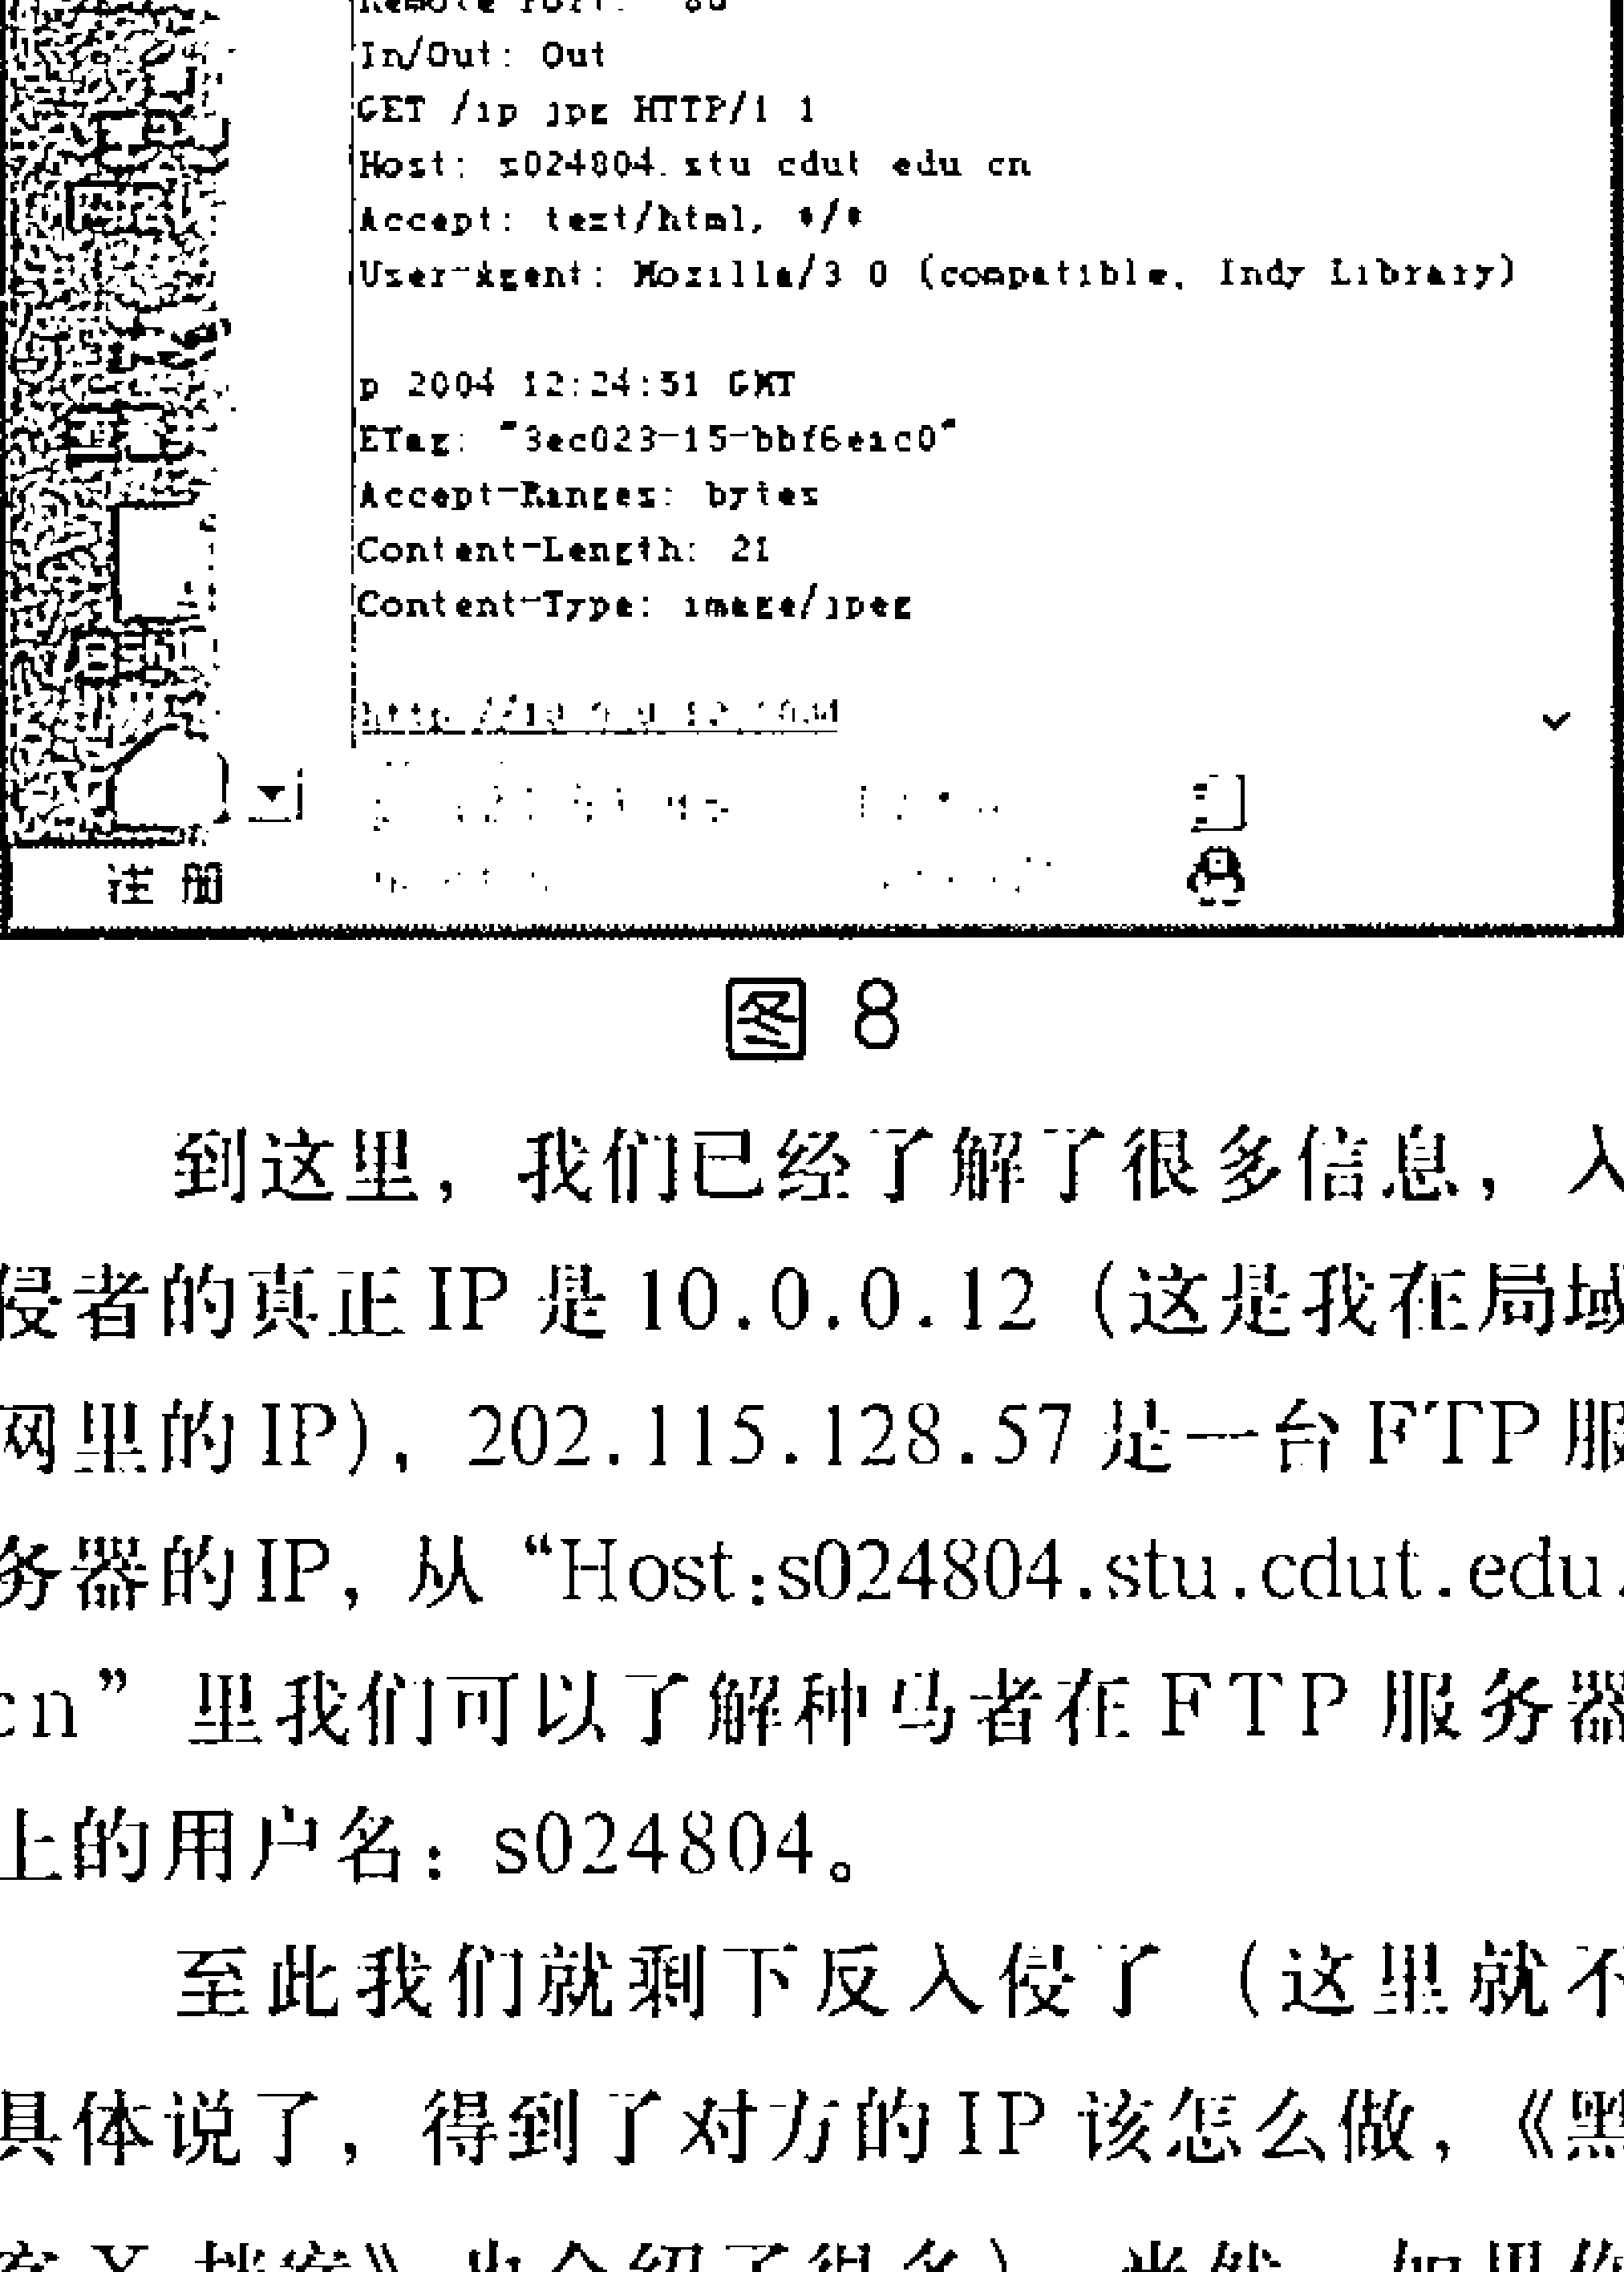 Remote Port: 80
In/Out: Out
GET /ip jpg HTTP/1 1
Host: s024804.stu cdut edu cn
Accept: text/html, */*
User-Agent: Mozilla/3 0 (compatible, Indy Library)
p 2004 12:24:51 GMT
ETag: "3ec023-15-bbf6e1c0"
Accept-Ranges: bytes
Content-Length: 21
Content-Type: image/jpeg
注册
图 8
到这里，我们已经了解了很多信息，入
侵者的真正IP是10.0.0.12（这是我在局域
网里的IP），202.115.128.57是一台FTP服
务器的IP，从“Host:s024804.stu.cdut.edu.
cn”里我们可以了解种马者在FTP服务器
上的用户名：s024804。
至此我们就剩下反入侵了（这里就不
具体说了，得到了对方的IP该怎么做，《黑